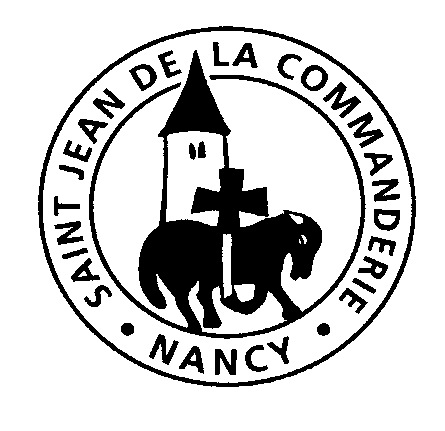 SAINT JEAN DE LA COMMANDERIE
NANCY